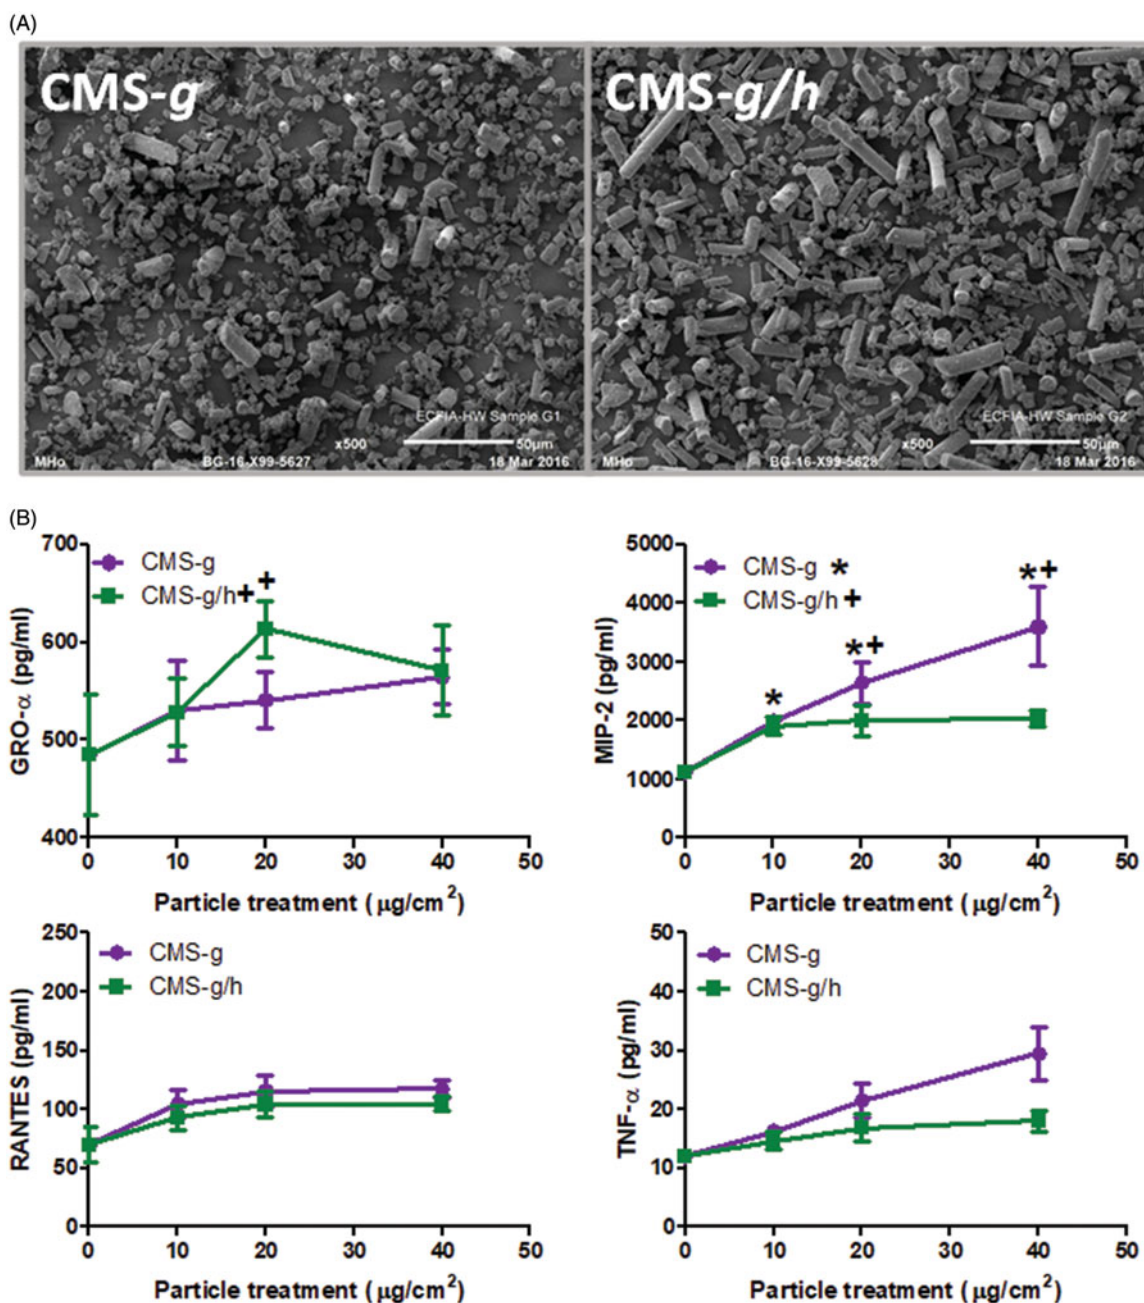 (A)
CMS-g
ECFIA-HW Sample G1
x500 50µm
MHo BG-16-X99-5627 18 Mar 2016
CMS-g/h
ECFIA-HW Sample G2
x500 50µm
MHo BG-16-X99-5628 18 Mar 2016
(B)
700
600
500
400
GRO-α (pg/ml)
CMS-g
CMS-g/h+
+
0 10 20 30 40 50
Particle treatment (µg/cm²)
5000
4000
3000
2000
1000
0
MIP-2 (pg/ml)
CMS-g *
CMS-g/h +
*
*+
*+
0 10 20 30 40 50
Particle treatment (µg/cm²)
250
200
150
100
50
0
RANTES (pg/ml)
CMS-g
CMS-g/h
0 10 20 30 40 50
Particle treatment (µg/cm²)
50
40
30
20
10
0
TNF-α (pg/ml)
CMS-g
CMS-g/h
0 10 20 30 40 50
Particle treatment (µg/cm²)